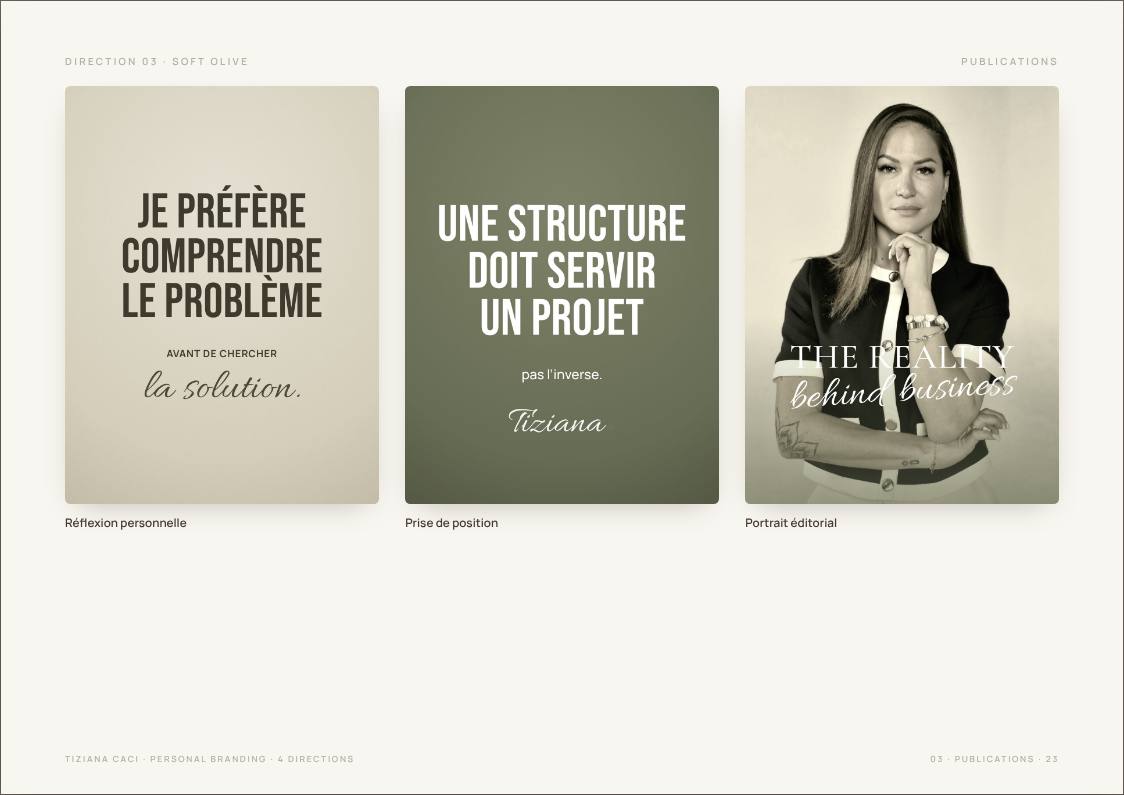 DIRECTION 03 · SOFT OLIVE
PUBLICATIONS
JE PRÉFÈRE
COMPRENDRE
LE PROBLÈME
AVANT DE CHERCHER
la solution.
UNE STRUCTURE
DOIT SERVIR
UN PROJET
pas l'inverse.
Tiziana
THE REALITY
behind business
Réflexion personnelle
Prise de position
Portrait éditorial
TIZIANA CACI · PERSONAL BRANDING · 4 DIRECTIONS
03 · PUBLICATIONS · 23